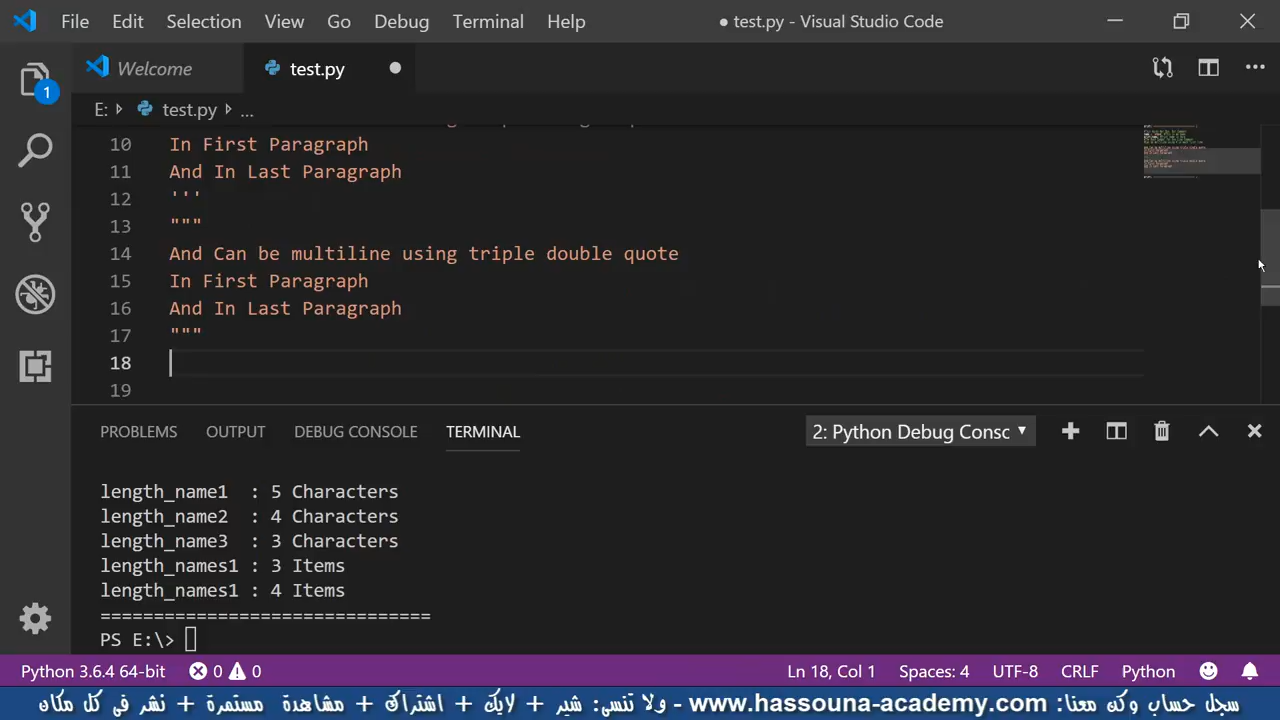 File Edit Selection View Go Debug Terminal Help ● test.py - Visual Studio Code
Welcome test.py
1
E: test.py ...
10 In First Paragraph
11 And In Last Paragraph
12 '''
13 """
14 And Can be multiline using triple double quote
15 In First Paragraph
16 And In Last Paragraph
17 """
18
19
PROBLEMS OUTPUT DEBUG CONSOLE TERMINAL 2: Python Debug Consc
length_name1 : 5 Characters
length_name2 : 4 Characters
length_name3 : 3 Characters
length_names1 : 3 Items
length_names1 : 4 Items
===============================
PS E:\>
Python 3.6.4 64-bit 0 0 Ln 18, Col 1 Spaces: 4 UTF-8 CRLF Python
سجل حساب وكن معنا: www.hassouna-academy.com - ولا تنسى: شير + لايك + اشتراك + مشاهدة مستمرة + نشر فى كل مكان